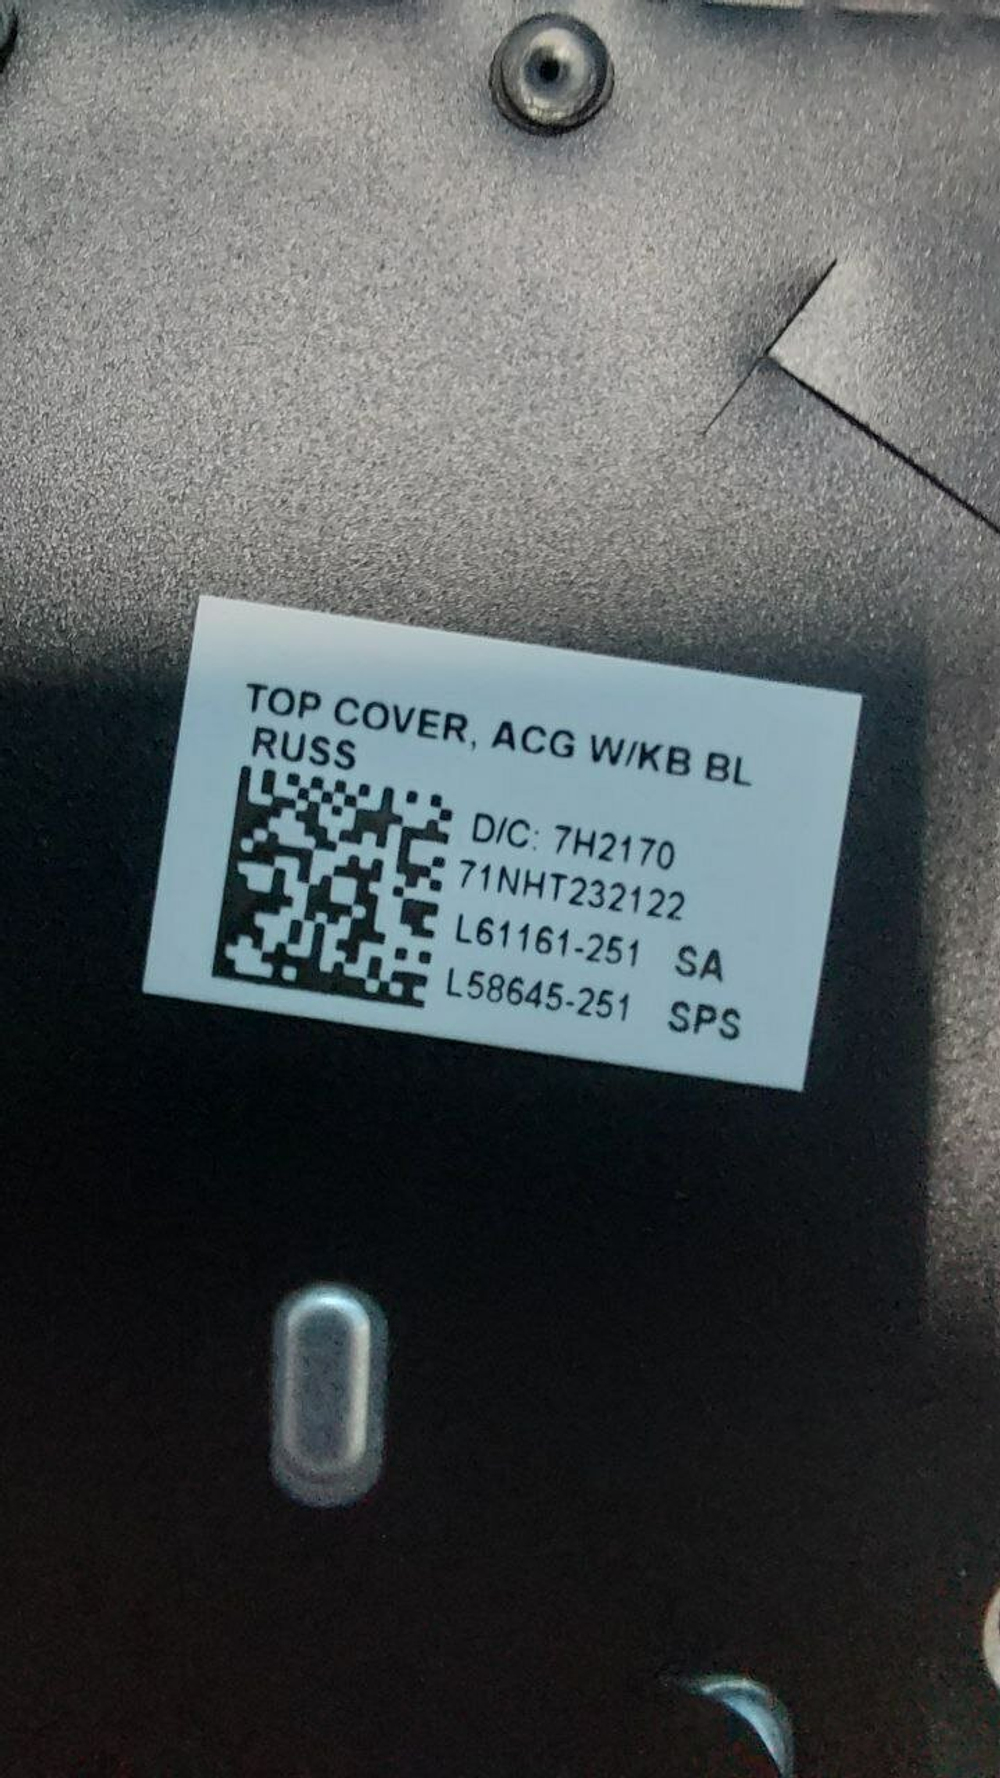 TOP COVER, ACG W/KB BL
RUSS
D/C: 7H2170
71NHT232122
L61161-251 SA
L58645-251 SPS